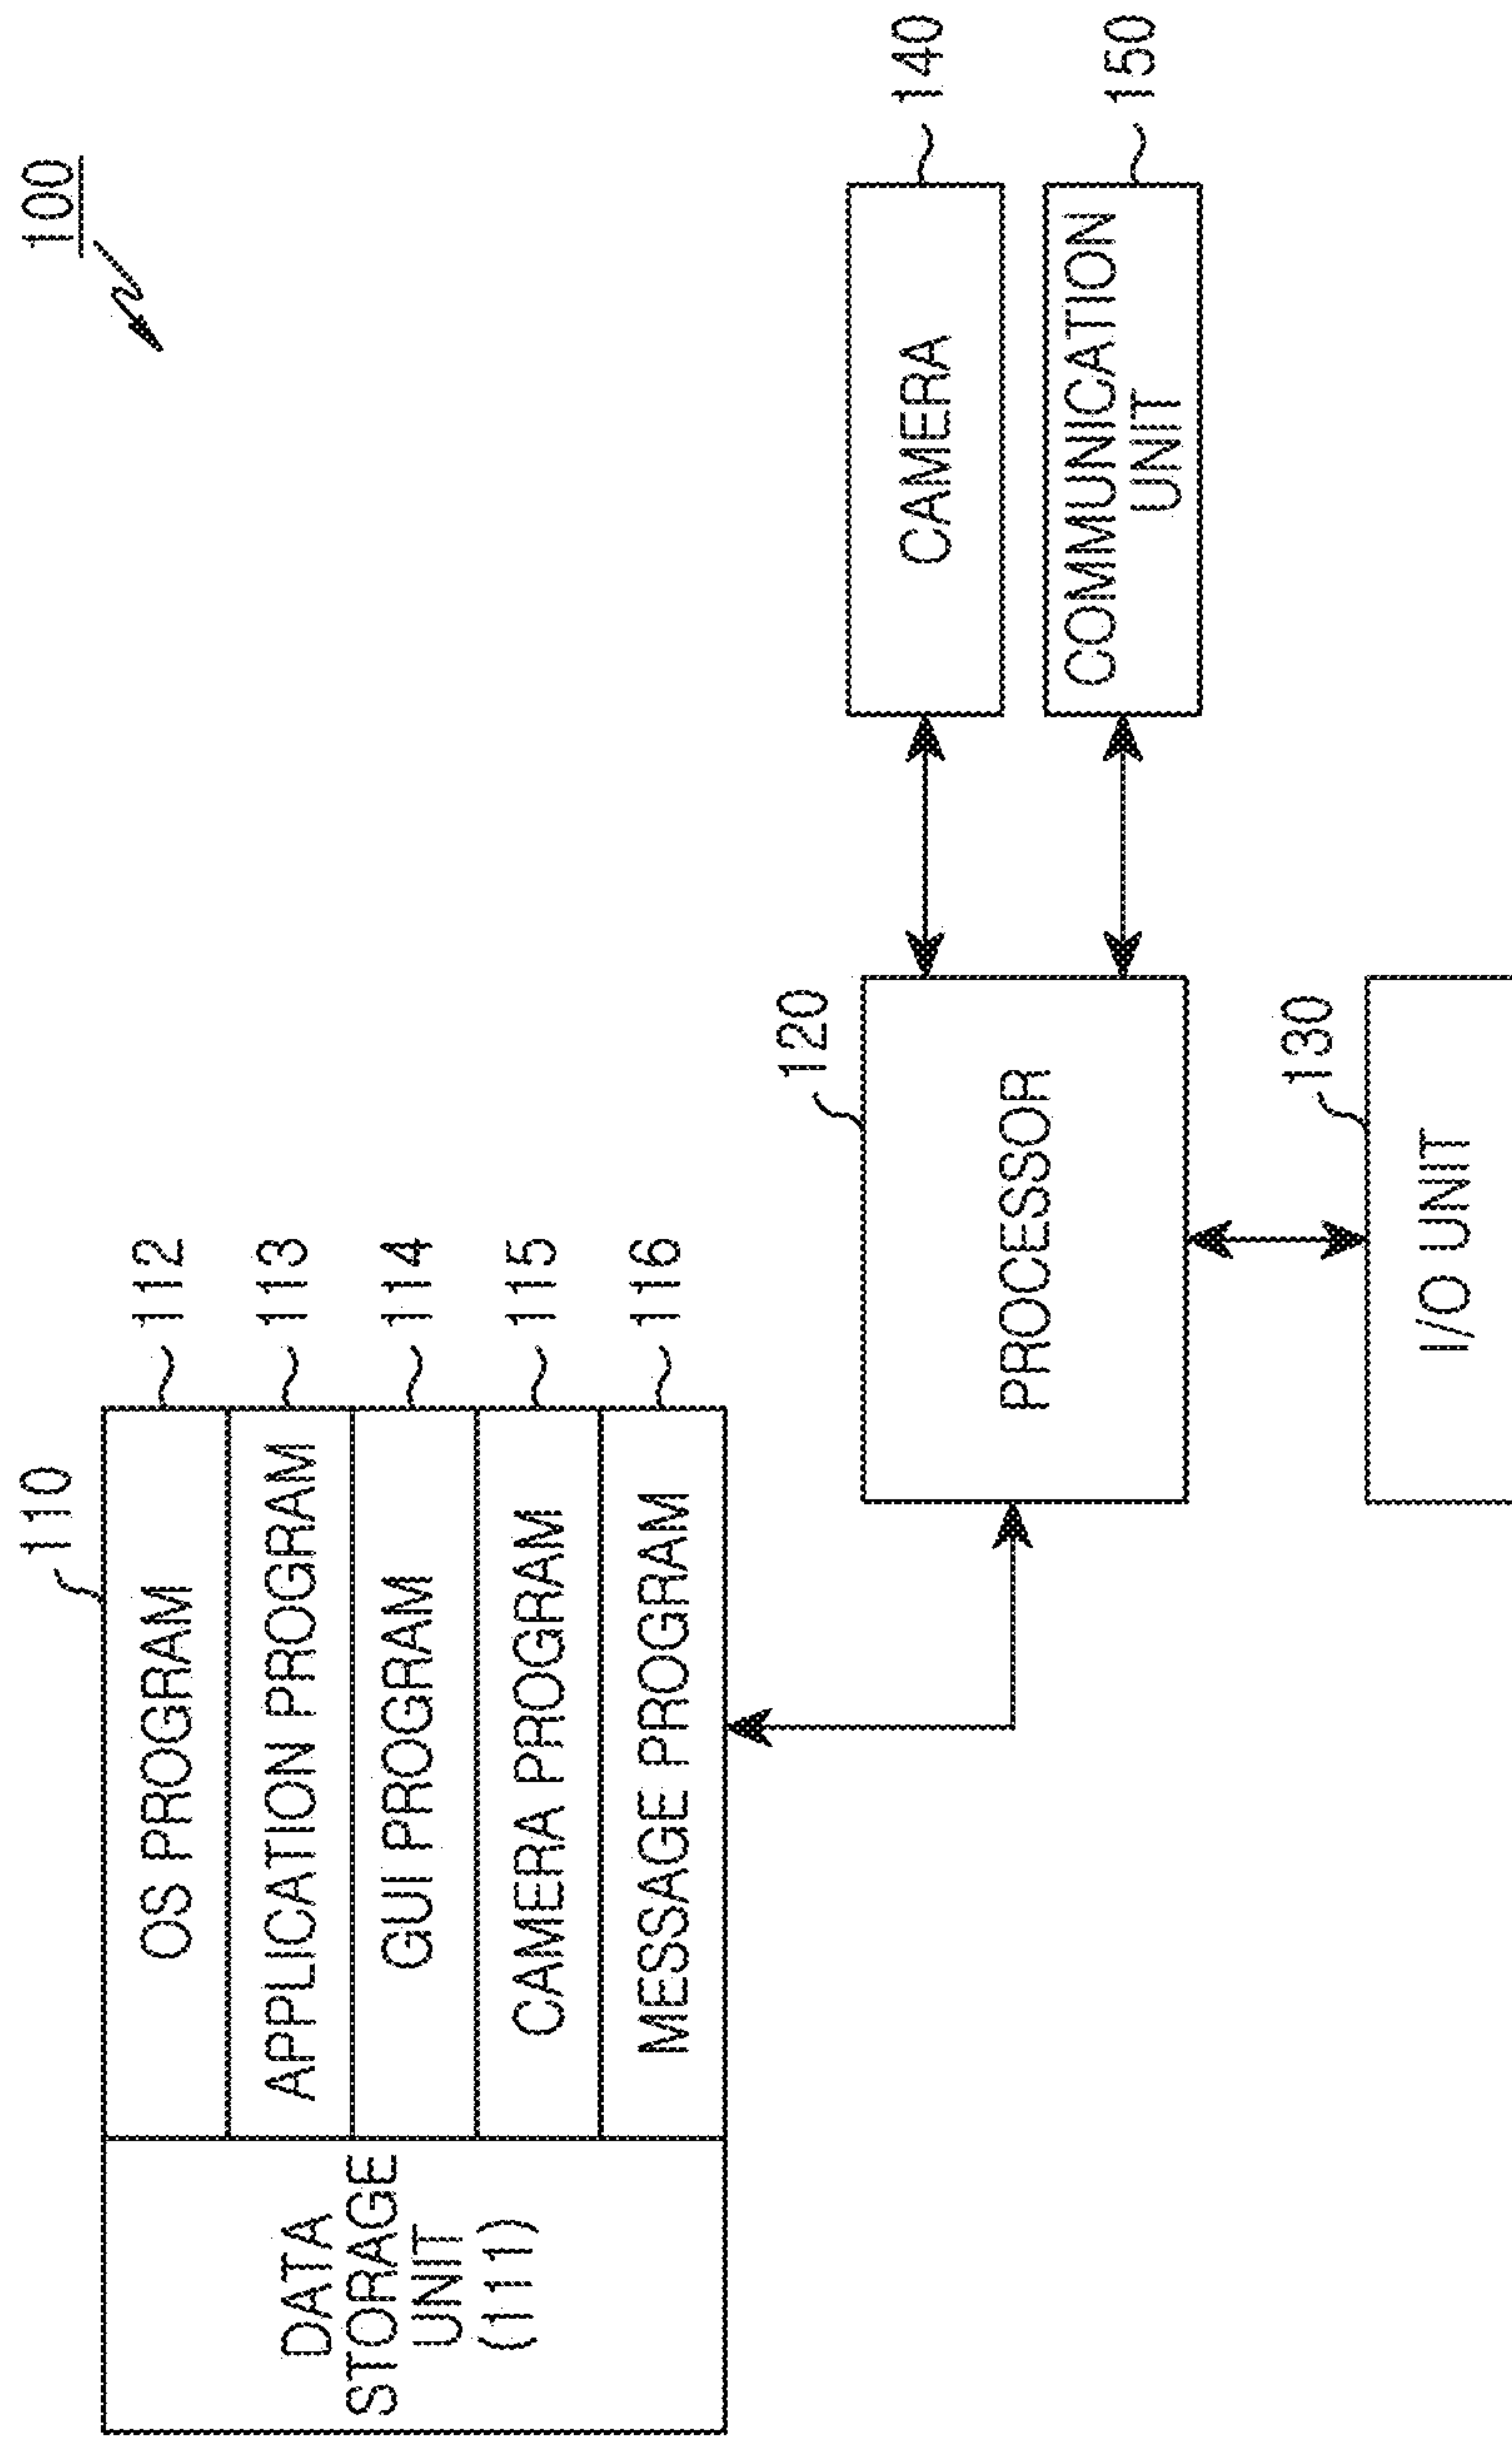 100
110
DATA
STORAGE
UNIT
(111)
OS PROGRAM
112
APPLICATION PROGRAM
113
GUI PROGRAM
114
CAMERA PROGRAM
115
MESSAGE PROGRAM
116
120
PROCESSOR
CAMERA
140
COMMUNICATION
UNIT
150
130
I/O UNIT